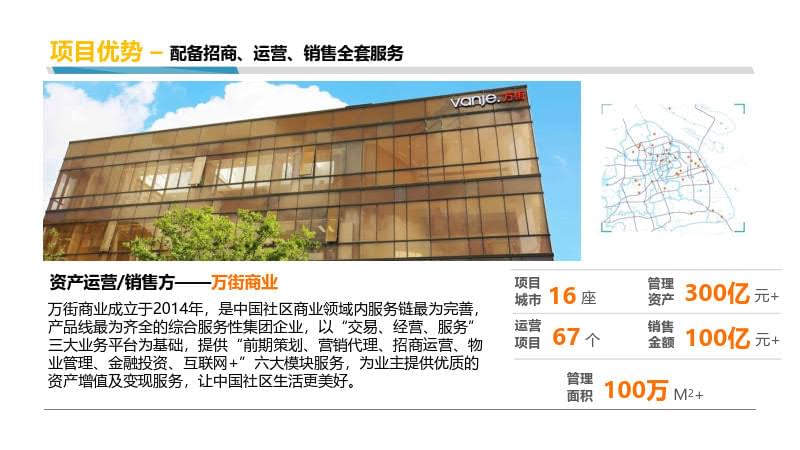 项目优势 – 配备招商、运营、销售全套服务
vanje.万街
资产运营/销售方——万街商业
万街商业成立于2014年，是中国社区商业领域内服务链最为完善，
产品线最为齐全的综合服务性集团企业，以“交易、经营、服务”
三大业务平台为基础，提供“前期策划、营销代理、招商运营、物
业管理、金融投资、互联网+”六大模块服务，为业主提供优质的
资产增值及变现服务，让中国社区生活更美好。
项目
城市 16 座
管理
资产 300亿 元+
运营
项目 67 个
销售
金额 100亿 元+
管理
面积 100万 M2+